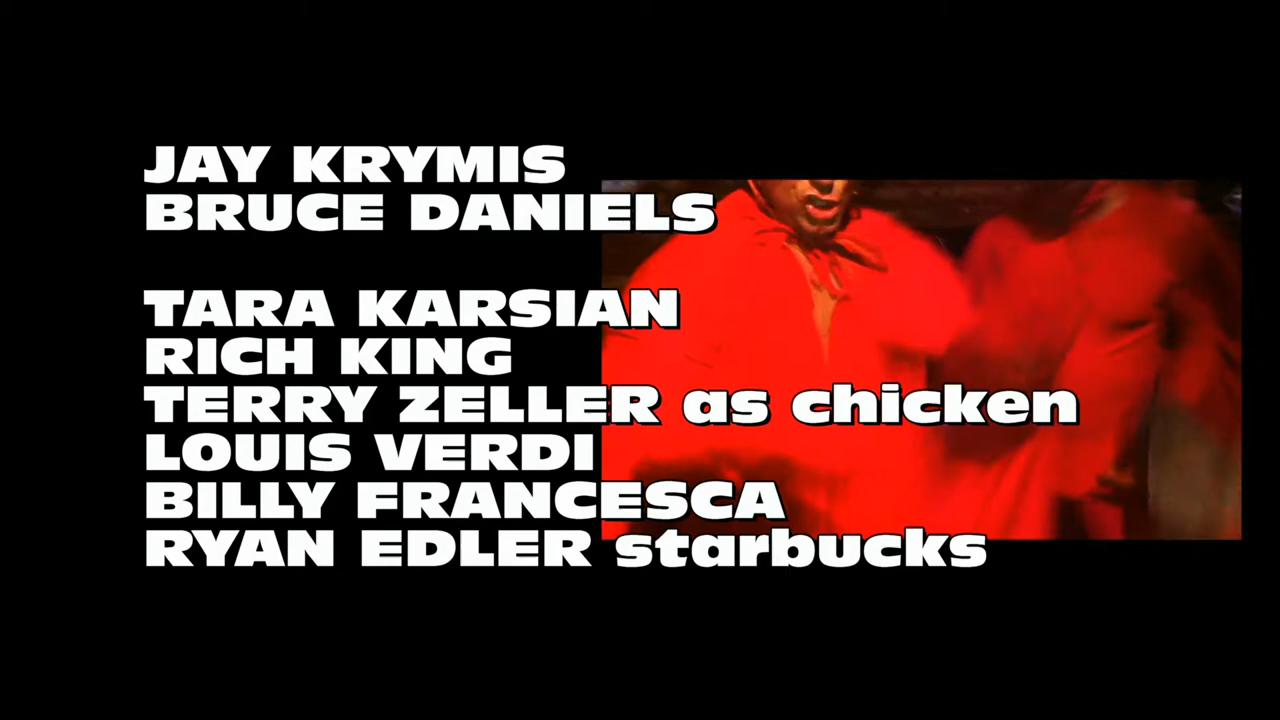 JAY KRYMIS
BRUCE DANIELS
TARA KARSIAN
RICH KING
TERRY ZELLER as chicken
LOUIS VERDI
BILLY FRANCESCA
RYAN EDLER starbucks